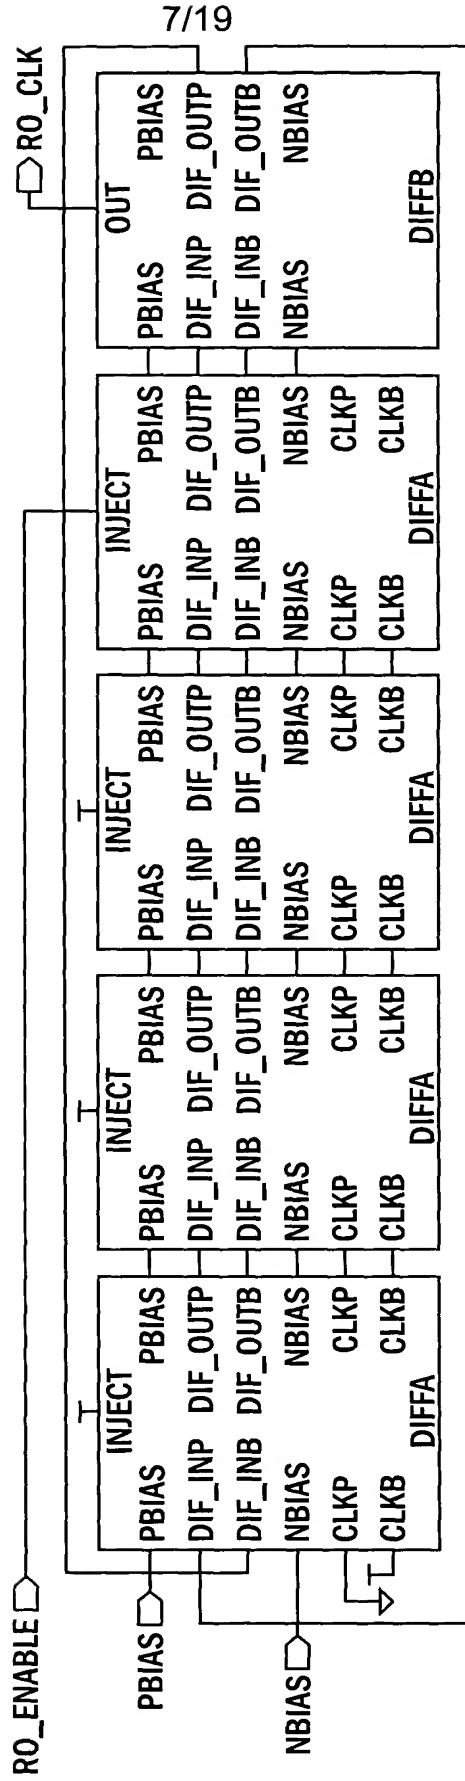 7/19
RO_ENABLE RO_CLK
INJECT INJECT INJECT INJECT OUT
PBIAS PBIAS PBIAS PBIAS PBIAS PBIAS PBIAS PBIAS PBIAS PBIAS PBIAS
DIF_INP DIF_OUTP DIF_INP DIF_OUTP DIF_INP DIF_OUTP DIF_INP DIF_OUTP DIF_INP DIF_OUTP
DIF_INB DIF_OUTB DIF_INB DIF_OUTB DIF_INB DIF_OUTB DIF_INB DIF_OUTB DIF_INB DIF_OUTB
NBIAS NBIAS NBIAS NBIAS NBIAS NBIAS NBIAS NBIAS NBIAS NBIAS NBIAS
CLKP CLKP CLKP CLKP CLKP CLKP CLKP CLKP
CLKB CLKB CLKB CLKB CLKB CLKB CLKB CLKB
DIFFA DIFFA DIFFA DIFFA DIFFB